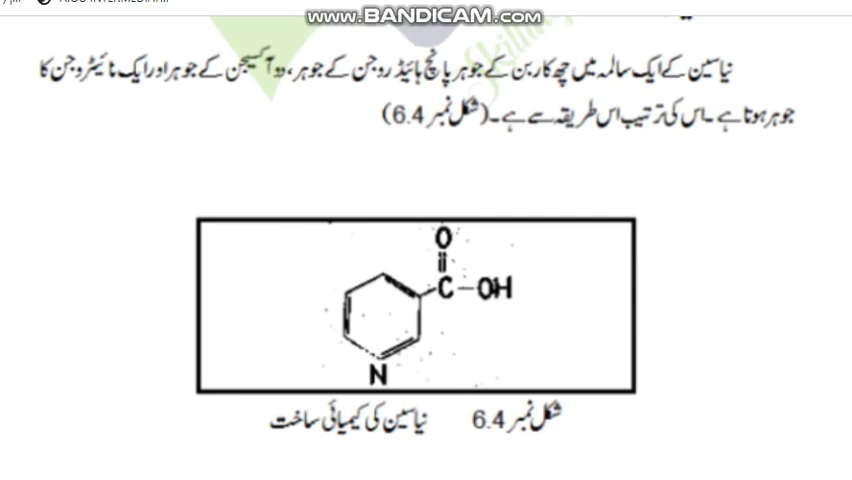 WWW.BANDICAM.COM
نیاسین کے ایک سالمہ میں چھ کاربن کے جوہر پانچ ہائیڈروجن کے جوہر، دو آکسیجن کے جوہر اور ایک نائیٹروجن کا
جوہر ہوتا ہے۔ اس کی ترتیب اس طریقہ سے ہے۔ (شکل نمبر 6.4)
O
C-OH
N
شکل نمبر 6.4 نیاسین کی کیمیائی ساخت